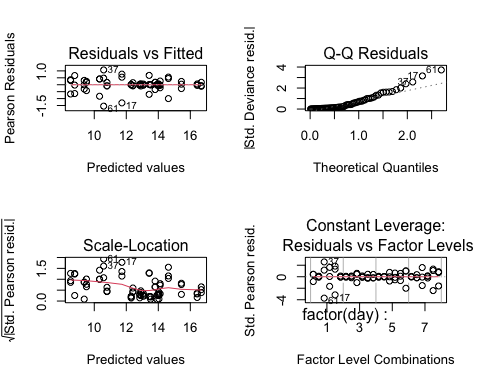 Residuals vs Fitted
Pearson Residuals
1.0
-1.5
37
61
17
10
12
14
16
Predicted values
Q-Q Residuals
|Std. Deviance resid.|
4
2
0
37
17
61
0.0
1.0
2.0
Theoretical Quantiles
Scale-Location
√|Std. Pearson resid.|
1.5
0.0
61
37
17
10
12
14
16
Predicted values
Constant Leverage:
Residuals vs Factor Levels
Std. Pearson resid.
0
-4
37
61
17
factor(day) :
1
3
5
7
Factor Level Combinations